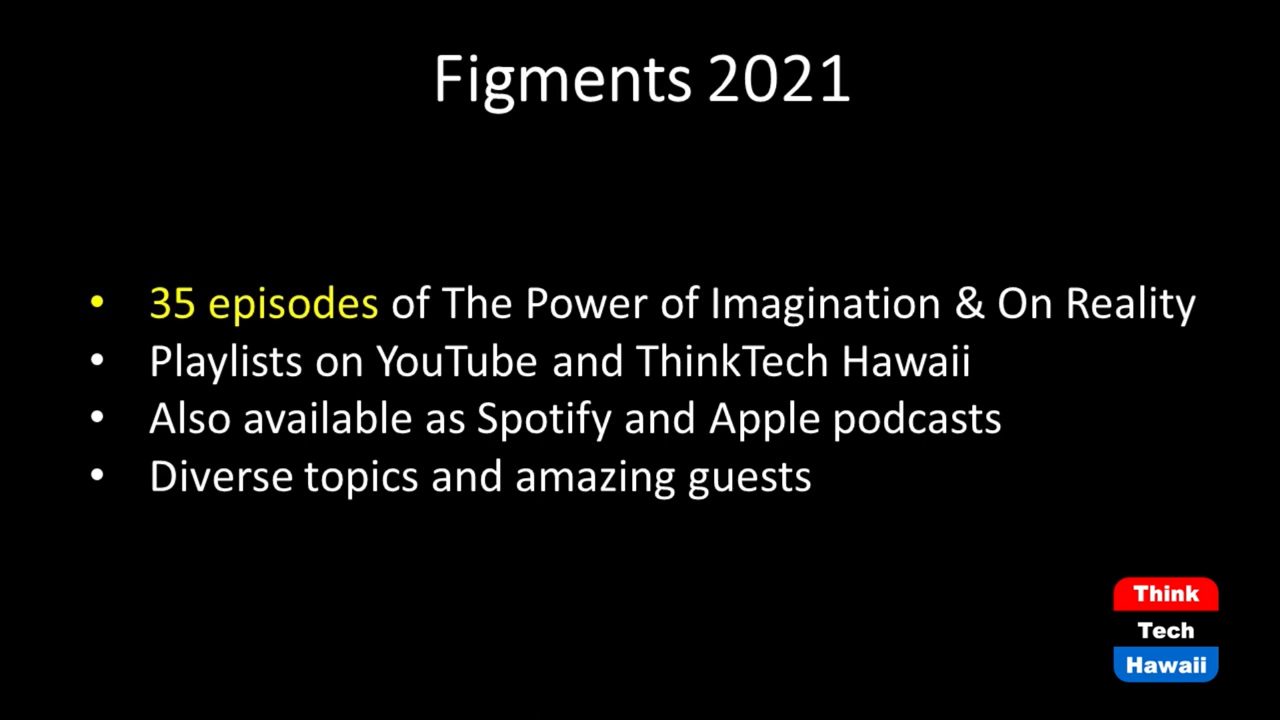 Figments 2021
• 35 episodes of The Power of Imagination & On Reality
• Playlists on YouTube and ThinkTech Hawaii
• Also available as Spotify and Apple podcasts
• Diverse topics and amazing guests
Think
Tech
Hawaii